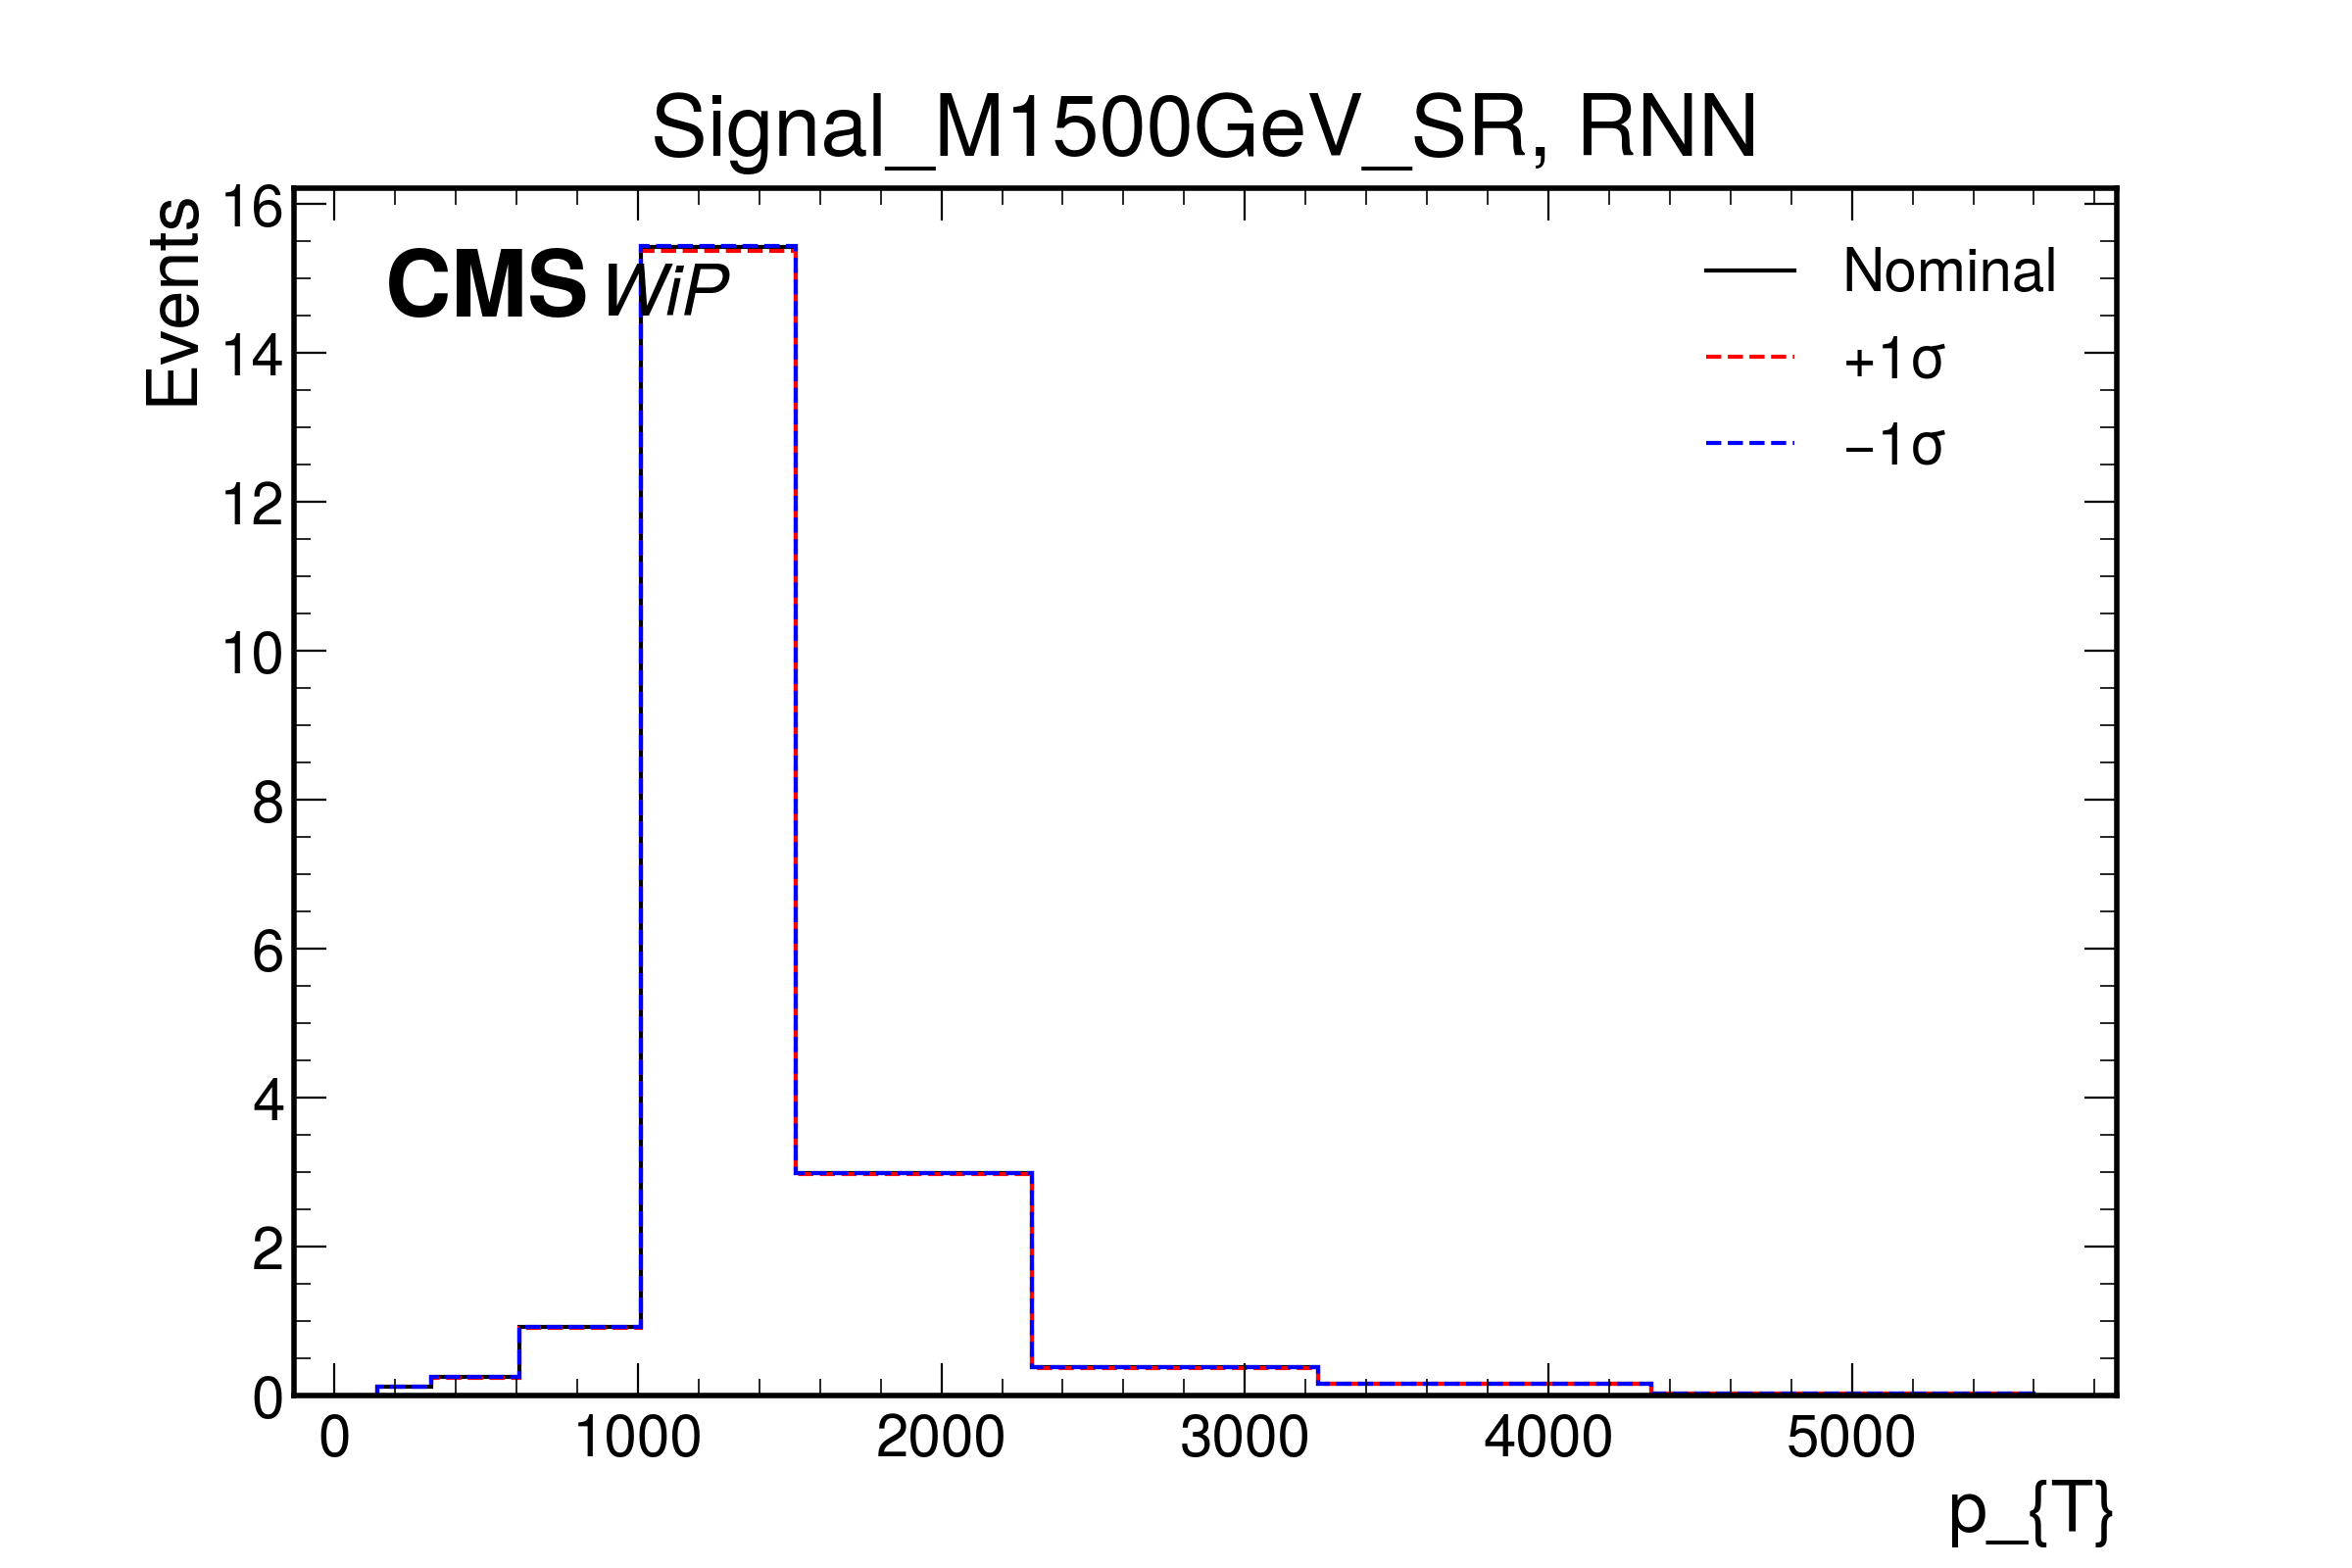 Signal_M1500GeV_SR, RNN
Events
CMS WiP
Nominal
+1σ
−1σ
16
14
12
10
8
6
4
2
0
0 1000 2000 3000 4000 5000
p_{T}